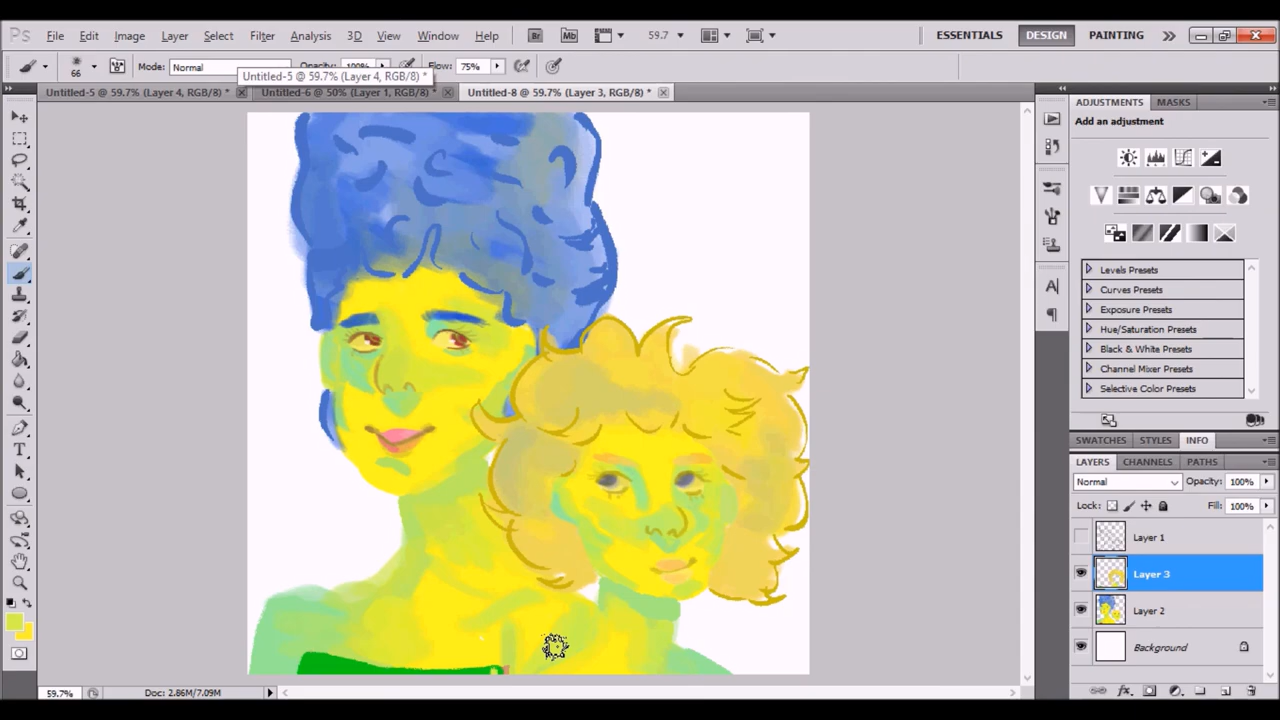 Ps File Edit Image Layer Select Filter Analysis 3D View Window Help Br Mb 59.7 ESSENTIALS DESIGN PAINTING
66 Mode: Normal Opacity: 100% Flow: 75%
Untitled-5 @ 59.7% (Layer 4, RGB/8) *
Untitled-5 @ 59.7% (Layer 4, RGB/8) * Untitled-6 @ 50% (Layer 1, RGB/8) * Untitled-8 @ 59.7% (Layer 3, RGB/8) *
ADJUSTMENTS MASKS
Add an adjustment
Levels Presets
Curves Presets
Exposure Presets
Hue/Saturation Presets
Black & White Presets
Channel Mixer Presets
Selective Color Presets
SWATCHES STYLES INFO
LAYERS CHANNELS PATHS
Normal Opacity: 100%
Lock: Fill: 100%
Layer 1
Layer 3
Layer 2
Background
59.7% Doc: 2.86M/7.09M